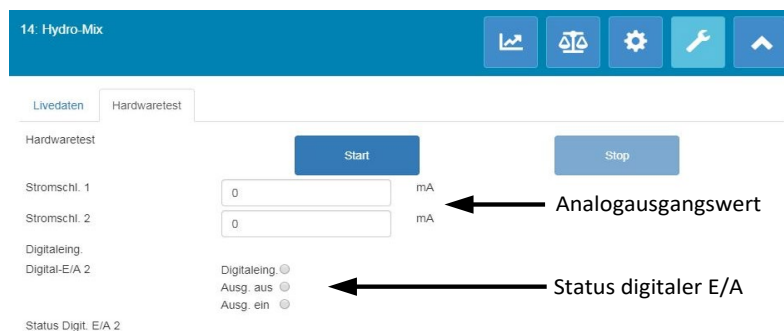 14: Hydro-Mix
Livedaten Hardwaretest
Hardwaretest
Start Stop
Stromschl. 1 0 mA
Analogausgangswert
Stromschl. 2 0 mA
Digitaleing.
Digital-E/A 2 Digitaleing.
Ausg. aus
Status digitaler E/A
Ausg. ein
Status Digit. E/A 2